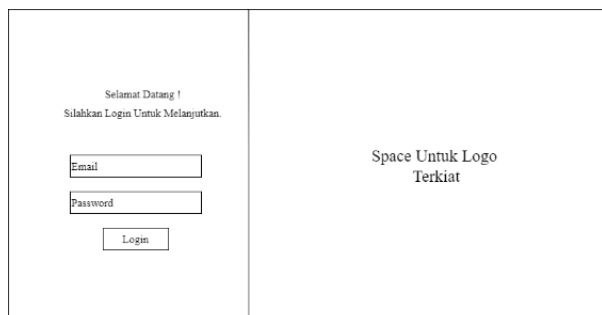 Selamat Datang !
Silahkan Login Untuk Melanjutkan.
Email
Password
Login
Space Untuk Logo
Terkiat